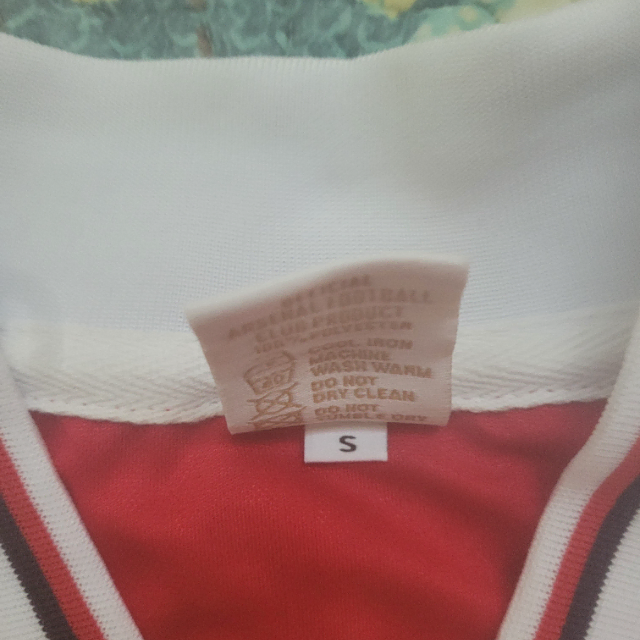 OFFICIAL
ARSENAL FOOTBALL
CLUB PRODUCT
100% POLYESTER
COOL IRON
MACHINE
WASH WARM
40
DO NOT
DRY CLEAN
DO NOT
TUMBLE DRY
S